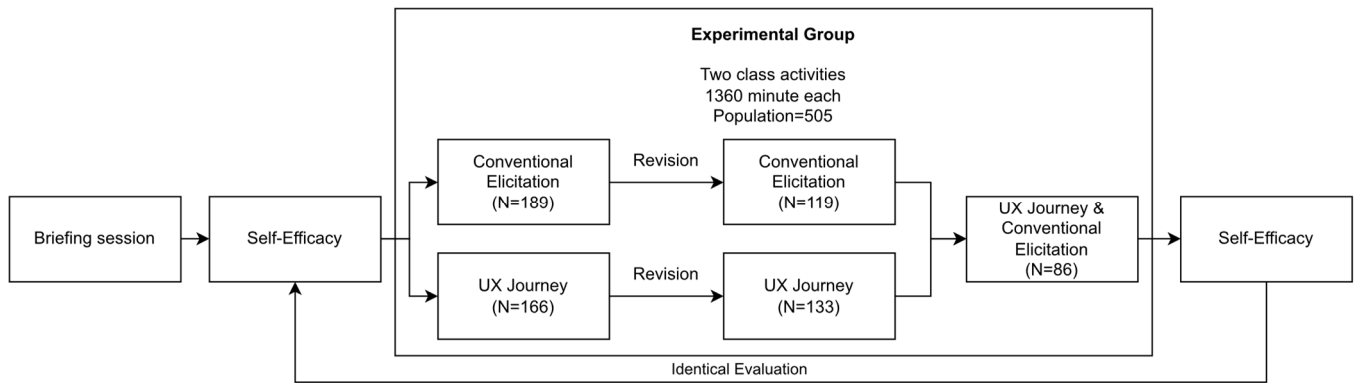 Experimental Group
Two class activities
1360 minute each
Population=505
Briefing session
Self-Efficacy
Conventional
Elicitation
(N=189)
Revision
Conventional
Elicitation
(N=119)
UX Journey
(N=166)
Revision
UX Journey
(N=133)
UX Journey &
Conventional
Elicitation
(N=86)
Self-Efficacy
Identical Evaluation